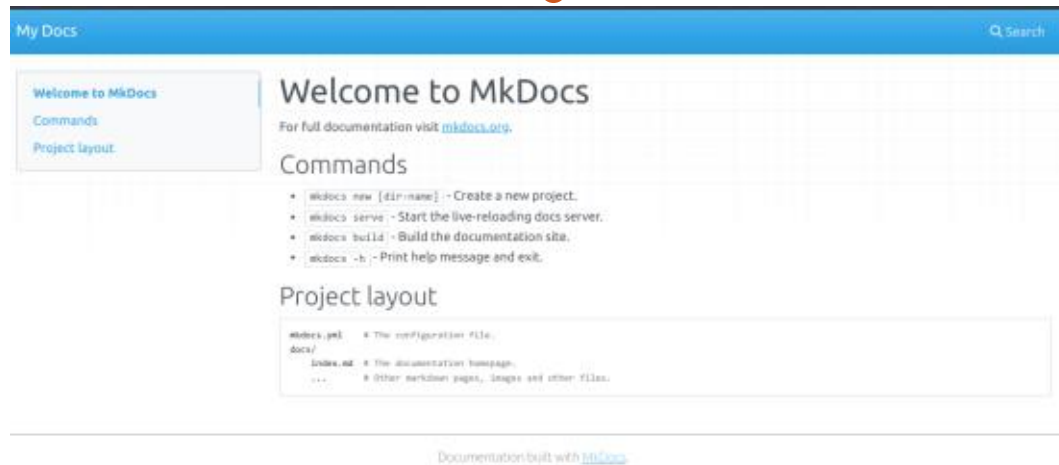 My Docs
Search
Welcome to MkDocs
Commands
Project layout
Welcome to MkDocs
For full documentation visit mkdocs.org.
Commands
mkdocs new [dir-name] - Create a new project.
mkdocs serve - Start the live-reloading docs server.
mkdocs build - Build the documentation site.
mkdocs -h - Print help message and exit.
Project layout
mkdocs.yml # The configuration file.
docs/
index.md # The documentation homepage.
... # Other markdown pages, images and other files.
Documentation built with MkDocs.